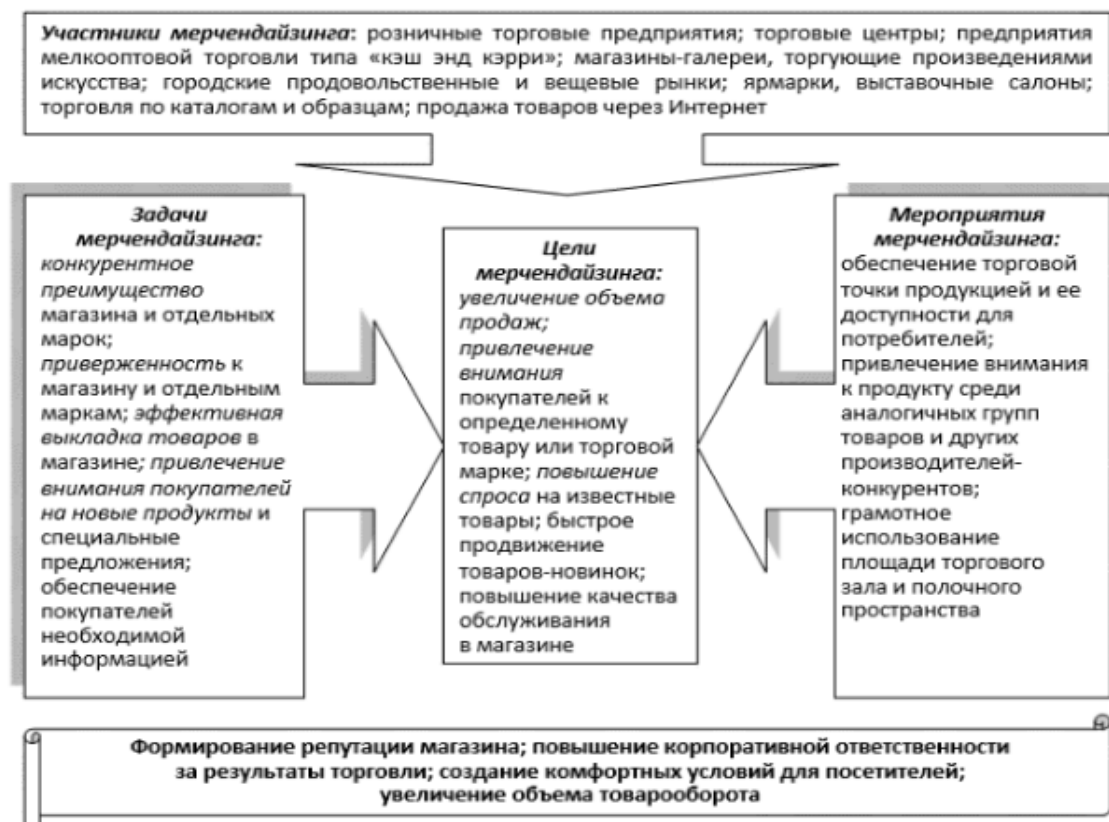 Участники мерчендайзинга: розничные торговые предприятия; торговые центры; предприятия
мелкооптовой торговли типа «кэш энд кэрри»; магазины-галереи, торгующие произведениями
искусства; городские продовольственные и вещевые рынки; ярмарки, выставочные салоны;
торговля по каталогам и образцам; продажа товаров через Интернет
Задачи
мерчендайзинга:
конкурентное
преимущество
магазина и отдельных
марок;
приверженность к
магазину и отдельным
маркам; эффективная
выкладка товаров в
магазине; привлечение
внимания покупателей
на новые продукты и
специальные
предложения;
обеспечение
покупателей
необходимой
информацией
Цели
мерчендайзинга:
увеличение объема
продаж;
привлечение
внимания
покупателей к
определенному
товару или торговой
марке; повышение
спроса на известные
товары; быстрое
продвижение
товаров-новинок;
повышение качества
обслуживания
в магазине
Мероприятия
мерчендайзинга:
обеспечение торговой
точки продукцией и ее
доступности для
потребителей;
привлечение внимания
к продукту среди
аналогичных групп
товаров и других
производителей-
конкурентов;
грамотное
использование
площади торгового
зала и полочного
пространства
Формирование репутации магазина; повышение корпоративной ответственности
за результаты торговли; создание комфортных условий для посетителей;
увеличение объема товарооборота